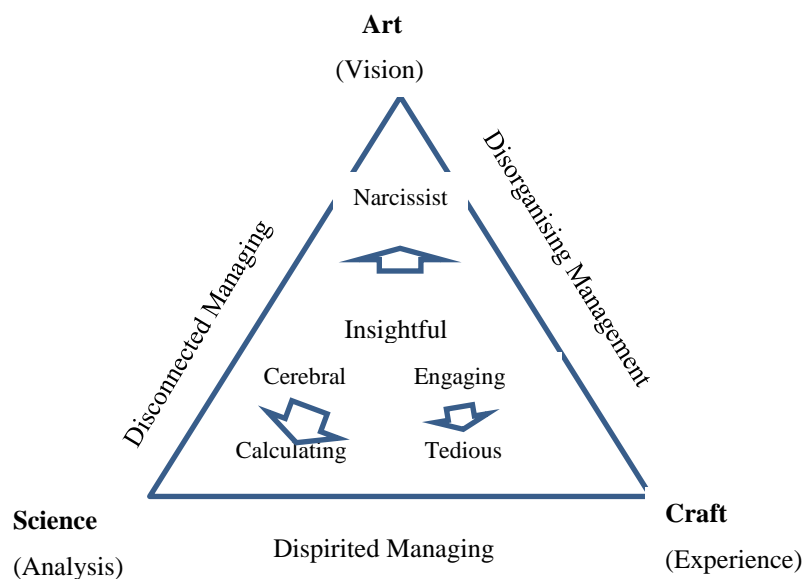 Art
(Vision)
Disorganising Management
Narcissist
Disconnected Managing
Insightful
Cerebral
Engaging
Calculating
Tedious
Science
(Analysis)
Dispirited Managing
Craft
(Experience)